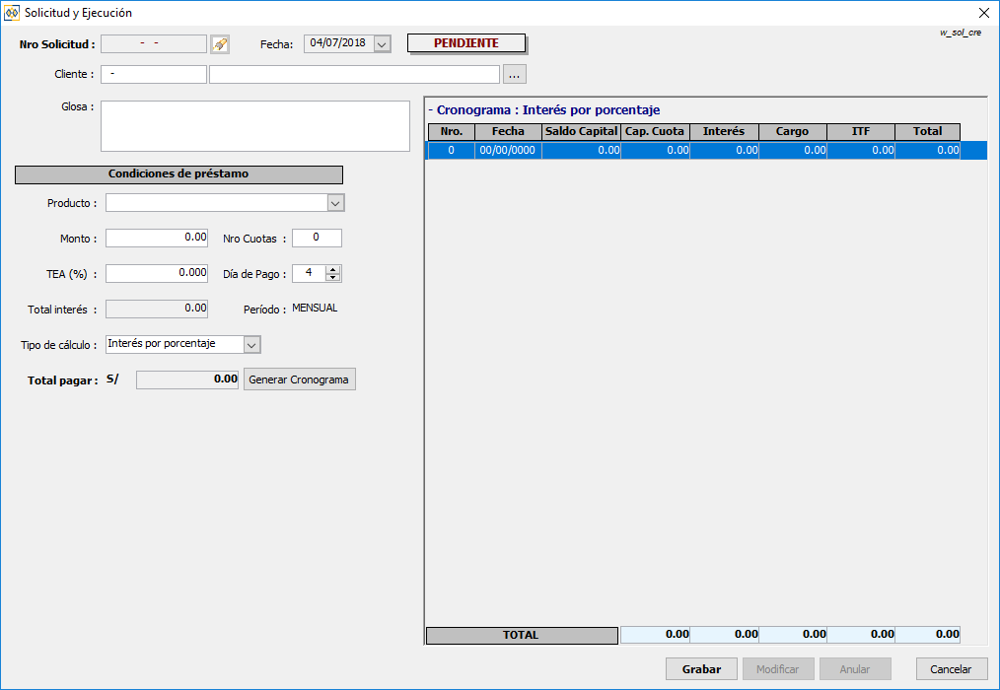 Solicitud y Ejecución
w_sol_cre
Nro Solicitud : - - Fecha: 04/07/2018 PENDIENTE
Cliente : - ...
Glosa :
Condiciones de préstamo
Producto :
Monto : 0.00 Nro Cuotas : 0
TEA (%) : 0.000 Día de Pago : 4
Total interés : 0.00 Período : MENSUAL
Tipo de cálculo : Interés por porcentaje
Total pagar : S/ 0.00 Generar Cronograma
- Cronograma : Interés por porcentaje
Nro. Fecha Saldo Capital Cap. Cuota Interés Cargo ITF Total
0 00/00/0000 0.00 0.00 0.00 0.00 0.00 0.00
TOTAL 0.00 0.00 0.00 0.00 0.00
Grabar Modificar Anular Cancelar